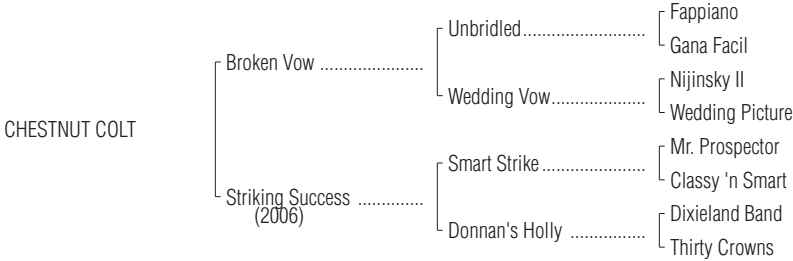 Fappiano
Unbridled..........................
Gana Facil
Broken Vow ......................
Nijinsky II
Wedding Vow....................
Wedding Picture
CHESTNUT COLT
Mr. Prospector
Smart Strike......................
Classy 'n Smart
Striking Success ..............
(2006)
Dixieland Band
Donnan's Holly ................
Thirty Crowns